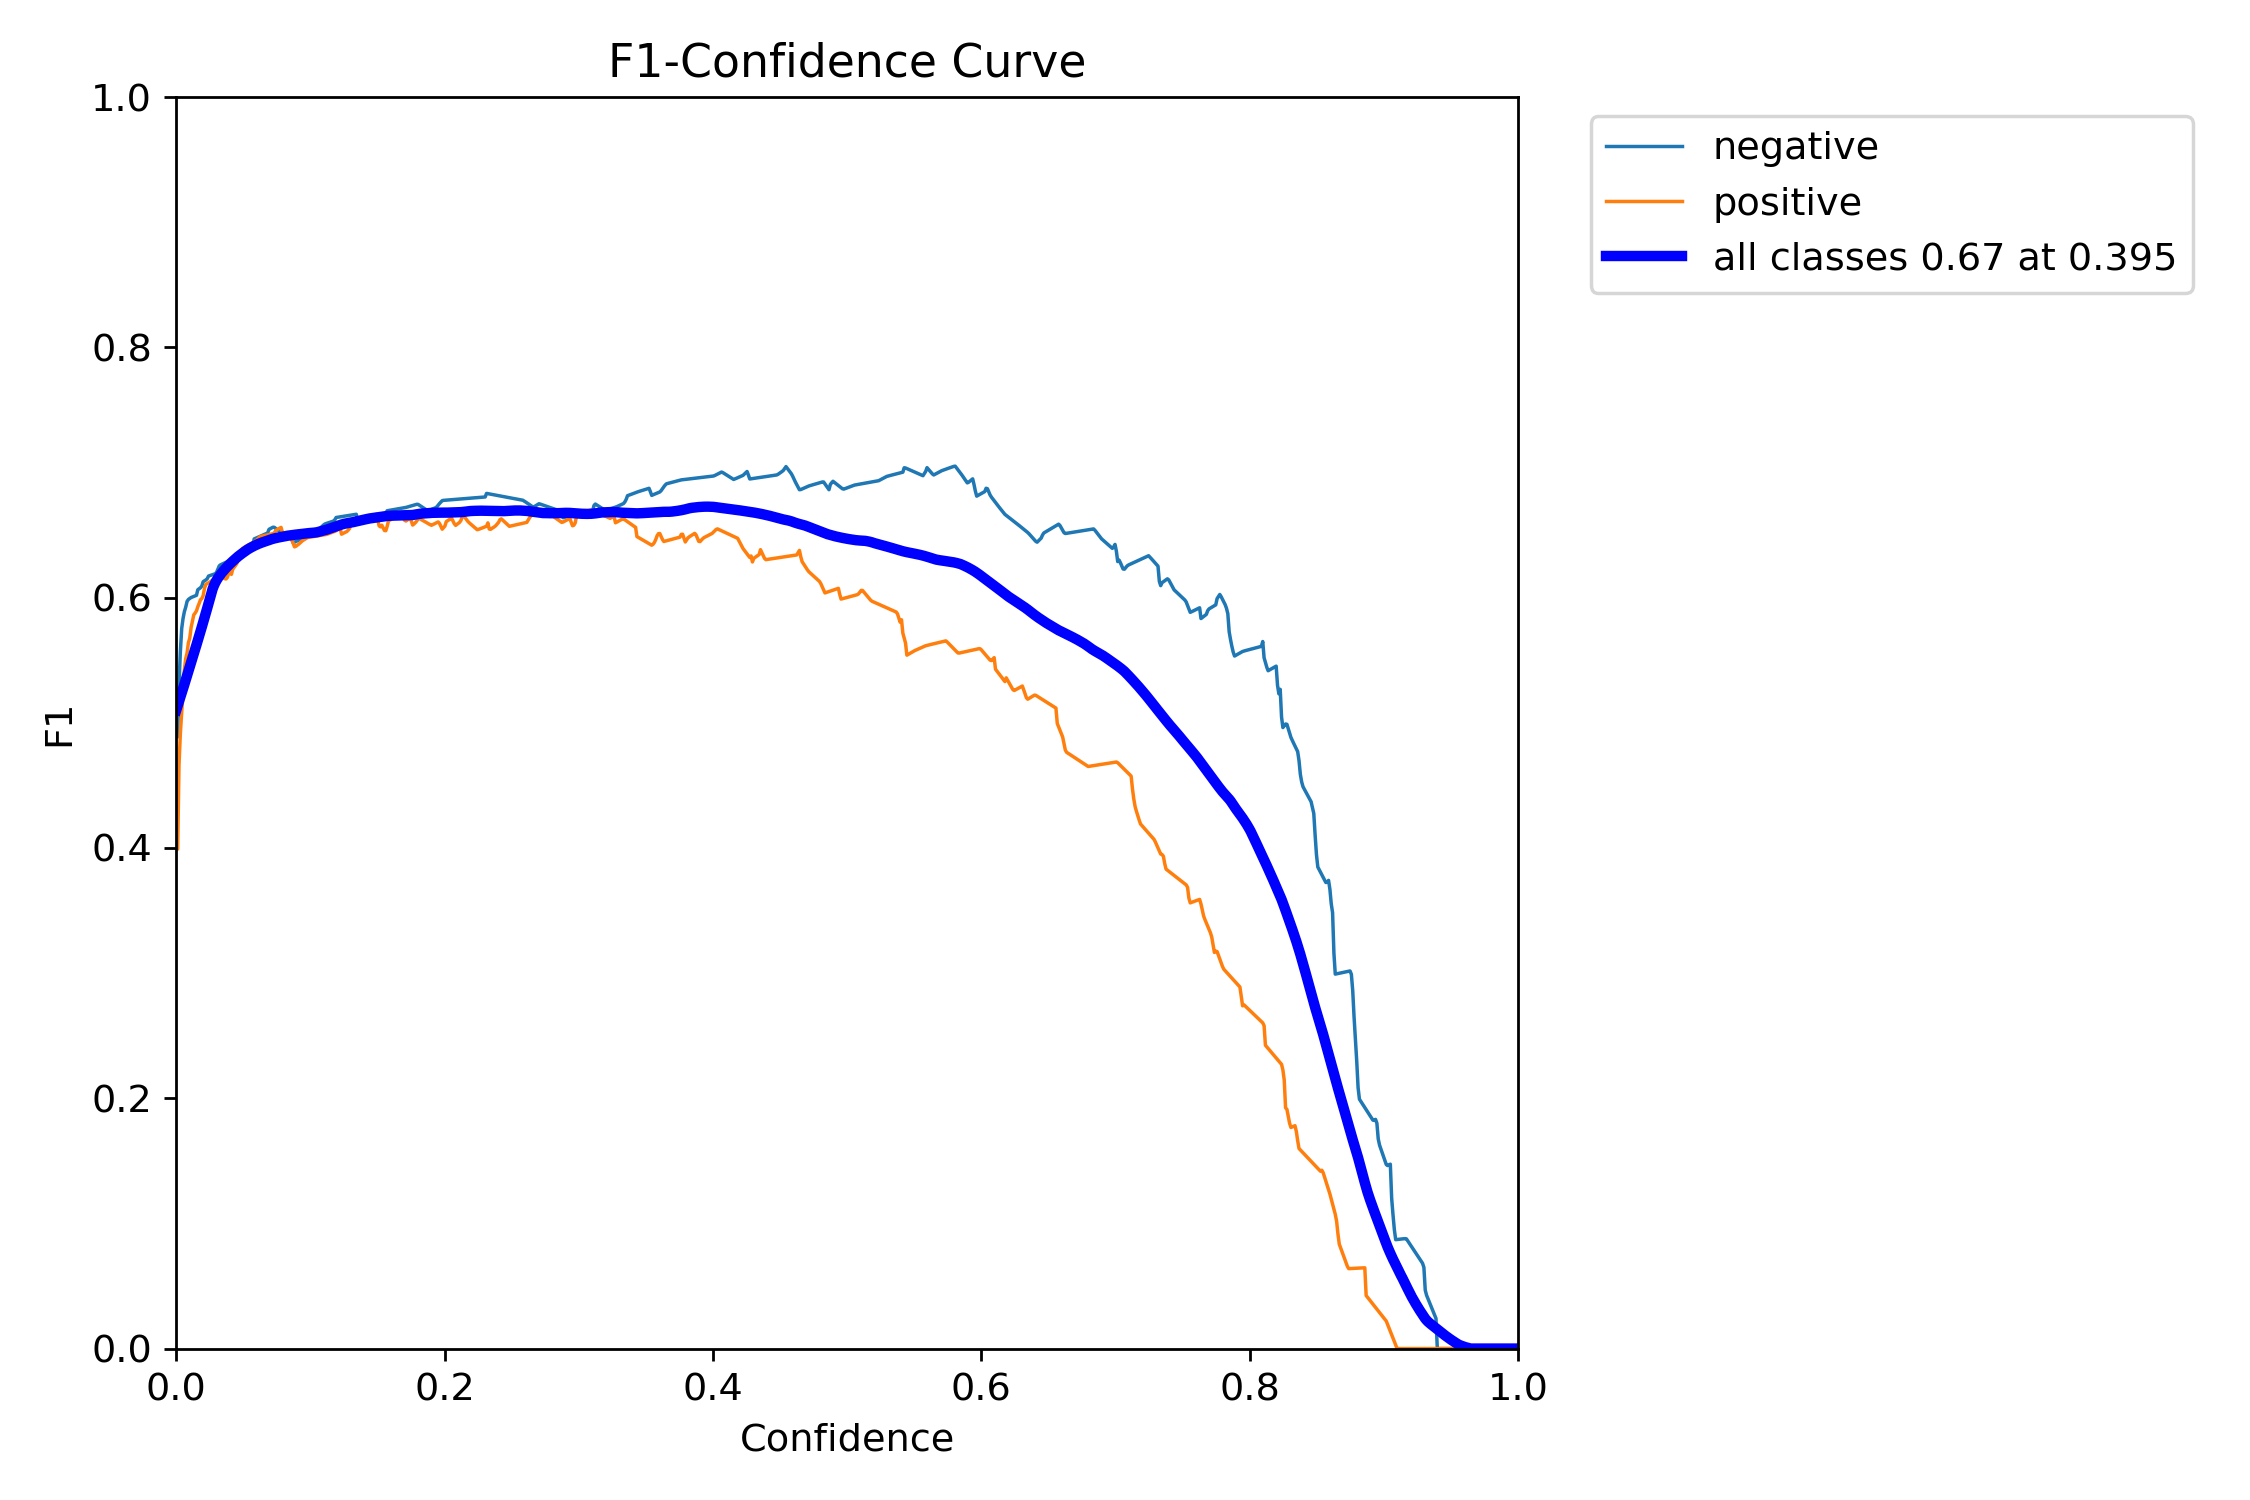 F1-Confidence Curve
negative
positive
all classes 0.67 at 0.395
1.0
0.8
0.6
0.4
0.2
0.0
F1
0.0 0.2 0.4 0.6 0.8 1.0
Confidence